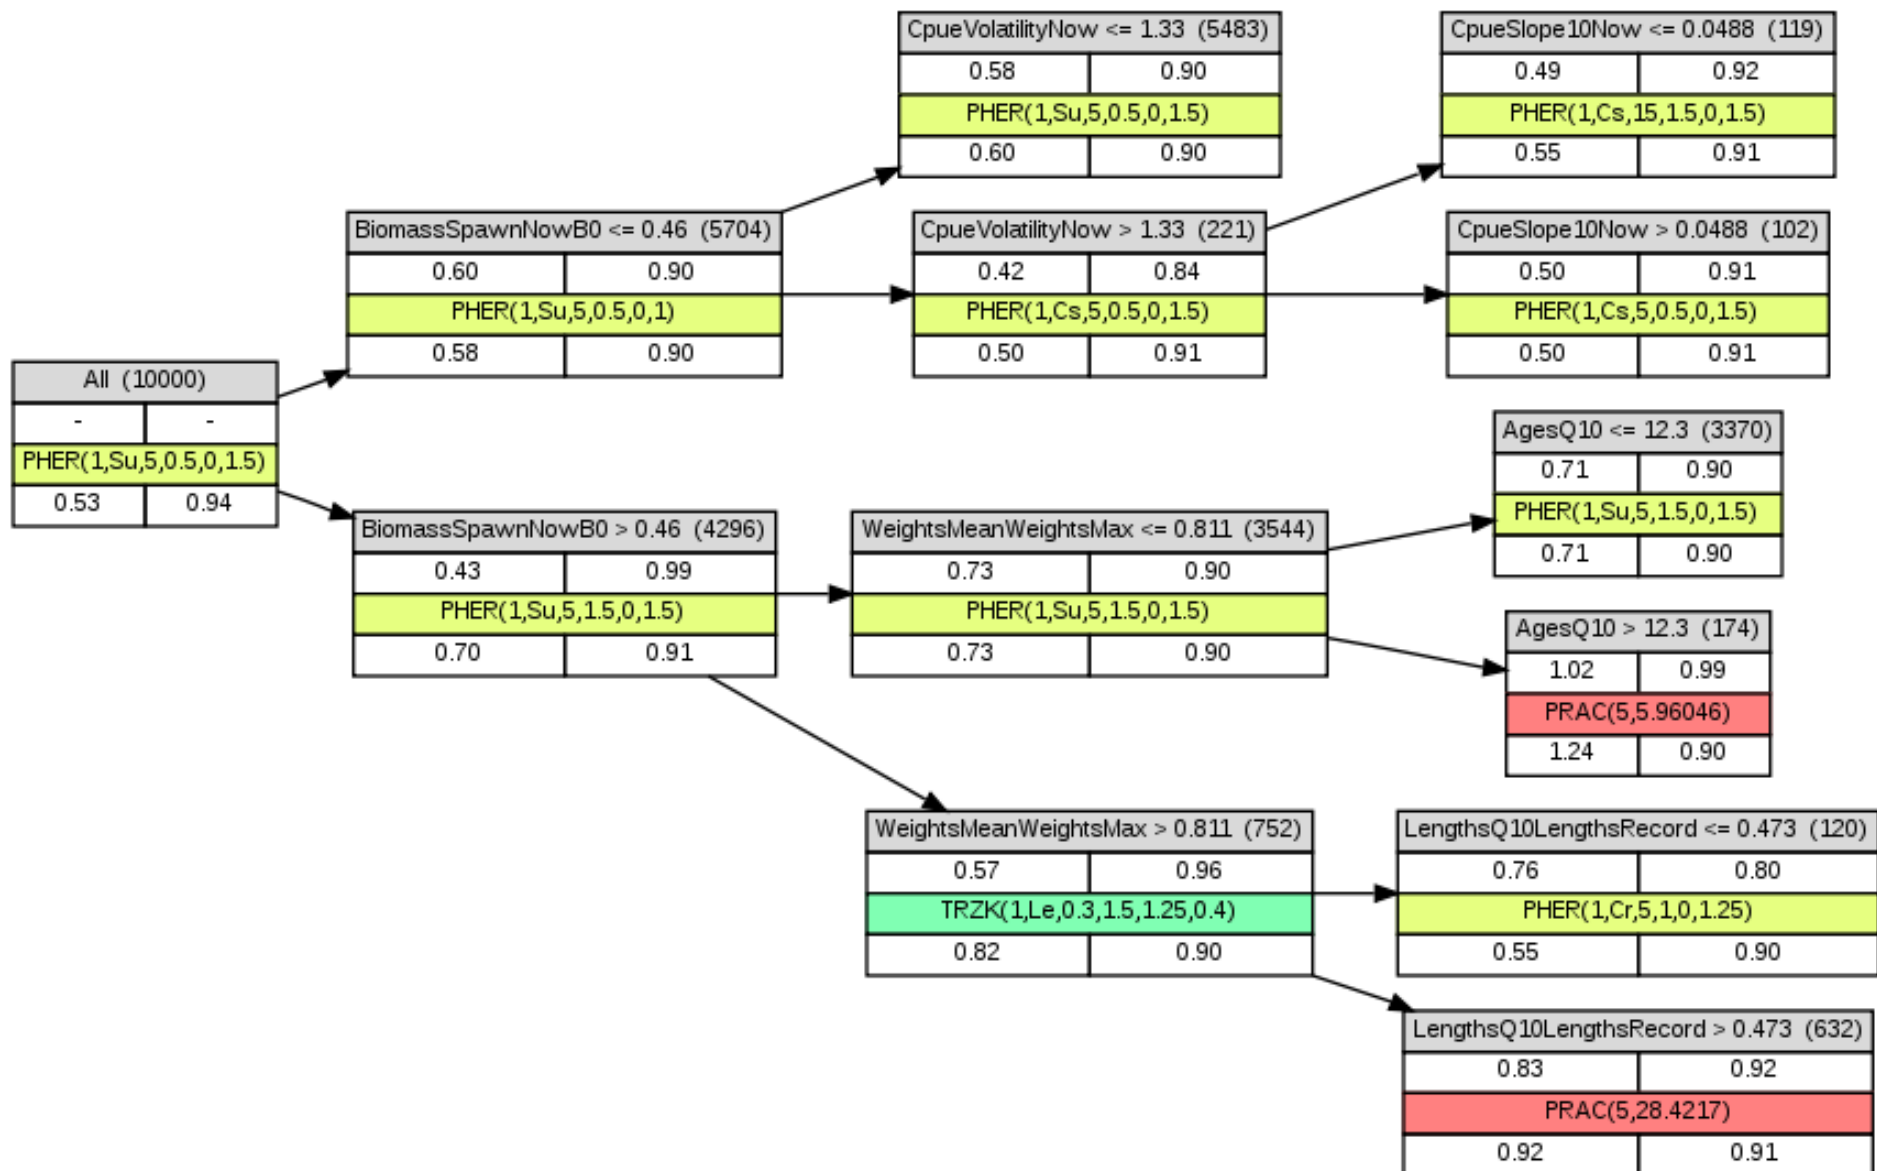 All (10000)
- -
PHER(1,Su,5,0.5,0,1.5)
0.53 0.94
BiomassSpawnNowB0 <= 0.46 (5704)
0.60 0.90
PHER(1,Su,5,0.5,0,1)
0.58 0.90
BiomassSpawnNowB0 > 0.46 (4296)
0.43 0.99
PHER(1,Su,5,1.5,0,1.5)
0.70 0.91
CpueVolatilityNow <= 1.33 (5483)
0.58 0.90
PHER(1,Su,5,0.5,0,1.5)
0.60 0.90
CpueVolatilityNow > 1.33 (221)
0.42 0.84
PHER(1,Cs,5,0.5,0,1.5)
0.50 0.91
WeightsMeanWeightsMax <= 0.811 (3544)
0.73 0.90
PHER(1,Su,5,1.5,0,1.5)
0.73 0.90
WeightsMeanWeightsMax > 0.811 (752)
0.57 0.96
TRZK(1,Le,0.3,1.5,1.25,0.4)
0.82 0.90
CpueSlope10Now <= 0.0488 (119)
0.49 0.92
PHER(1,Cs,15,1.5,0,1.5)
0.55 0.91
CpueSlope10Now > 0.0488 (102)
0.50 0.91
PHER(1,Cs,5,0.5,0,1.5)
0.50 0.91
AgesQ10 <= 12.3 (3370)
0.71 0.90
PHER(1,Su,5,1.5,0,1.5)
0.71 0.90
AgesQ10 > 12.3 (174)
1.02 0.99
PRAC(5,5.96046)
1.24 0.90
LengthsQ10LengthsRecord <= 0.473 (120)
0.76 0.80
PHER(1,Cr,5,1,0,1.25)
0.55 0.90
LengthsQ10LengthsRecord > 0.473 (632)
0.83 0.92
PRAC(5,28.4217)
0.92 0.91